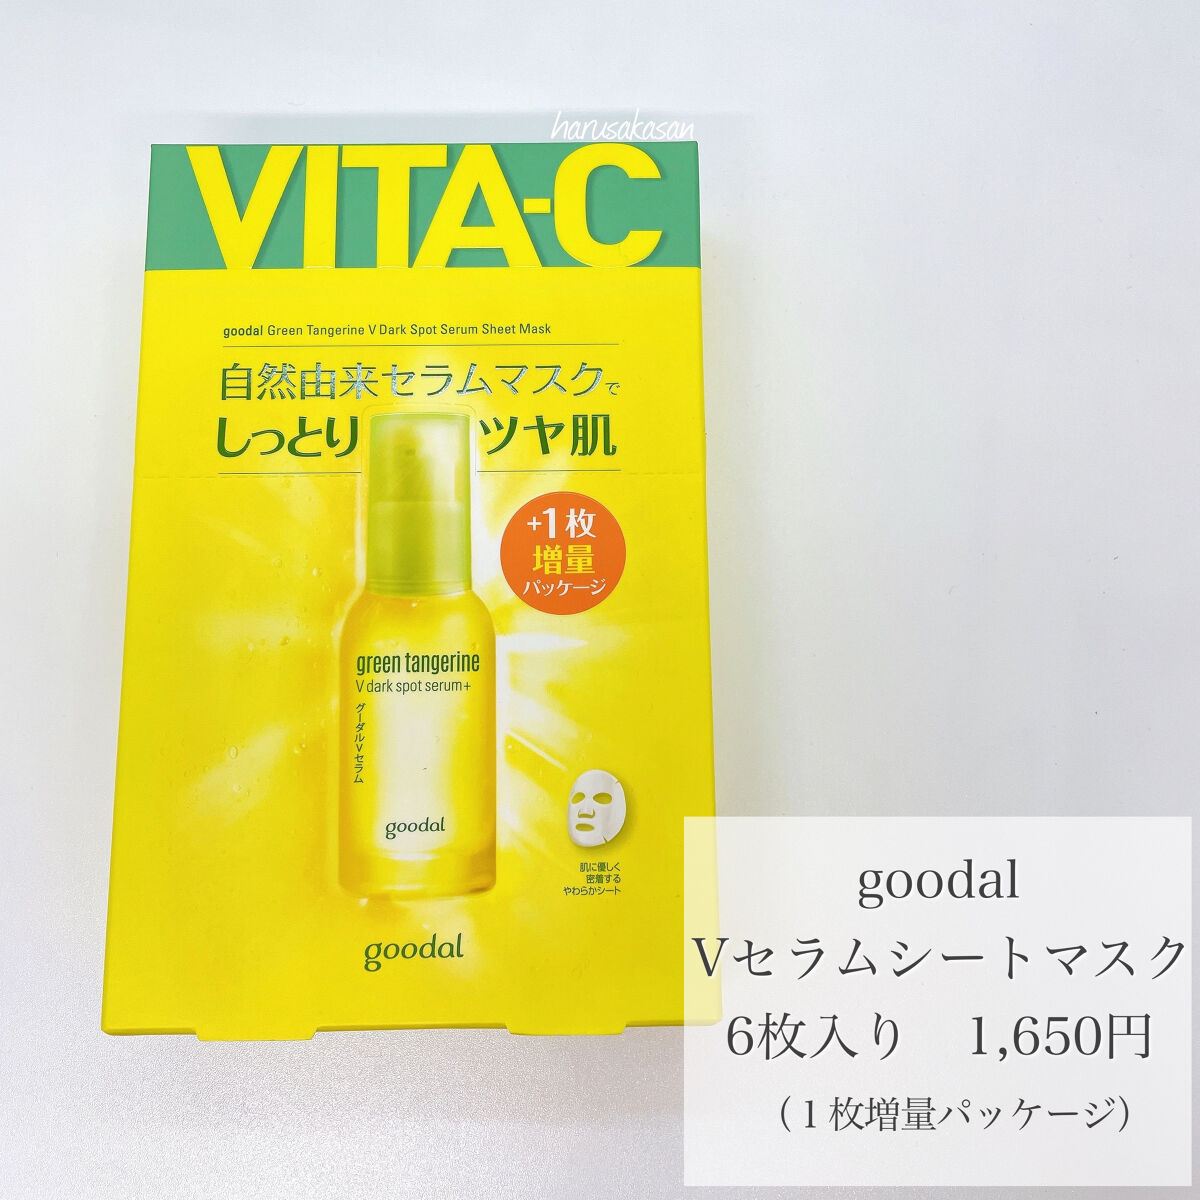 harusakasan
VITA-C
goodal Green Tangerine V Dark Spot Serum Sheet Mask
自然由来セラムマスクで
しっとり ツヤ肌
+1枚
増量
パッケージ
green tangerine
V dark spot serum+
グーダルVセラム
goodal
肌に優しく
密着する
やわらかシート
goodal
goodal
Vセラムシートマスク
6枚入り 1,650円
(1枚増量パッケージ)